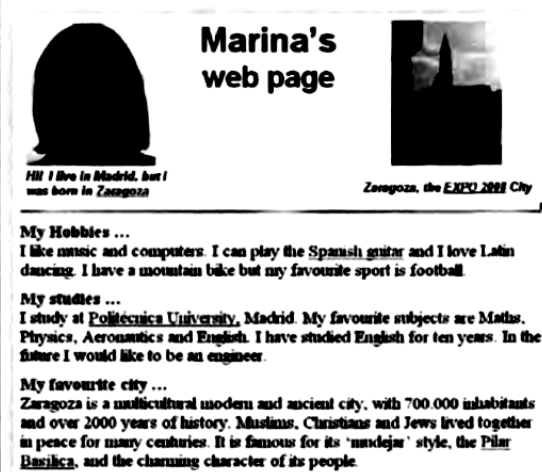 Marina's
web page
Hi! I live in Madrid, but I
was born in Zaragoza
Zaragoza, the EXPO 2008 City
My Hobbies ...
I like music and computers. I can play the Spanish guitar and I love Latin
dancing. I have a mountain bike but my favourite sport is football.
My studies ...
I study at Politécnica University, Madrid. My favourite subjects are Maths,
Physics, Aeronautics and English. I have studied English for ten years. In the
future I would like to be an engineer.
My favourite city ...
Zaragoza is a multicultural modern and ancient city, with 700.000 inhabitants
and over 2000 years of history. Muslims, Christians and Jews lived together
in peace for many centuries. It is famous for its 'mudejar' style, the Pilar
Basilica, and the charming character of its people.